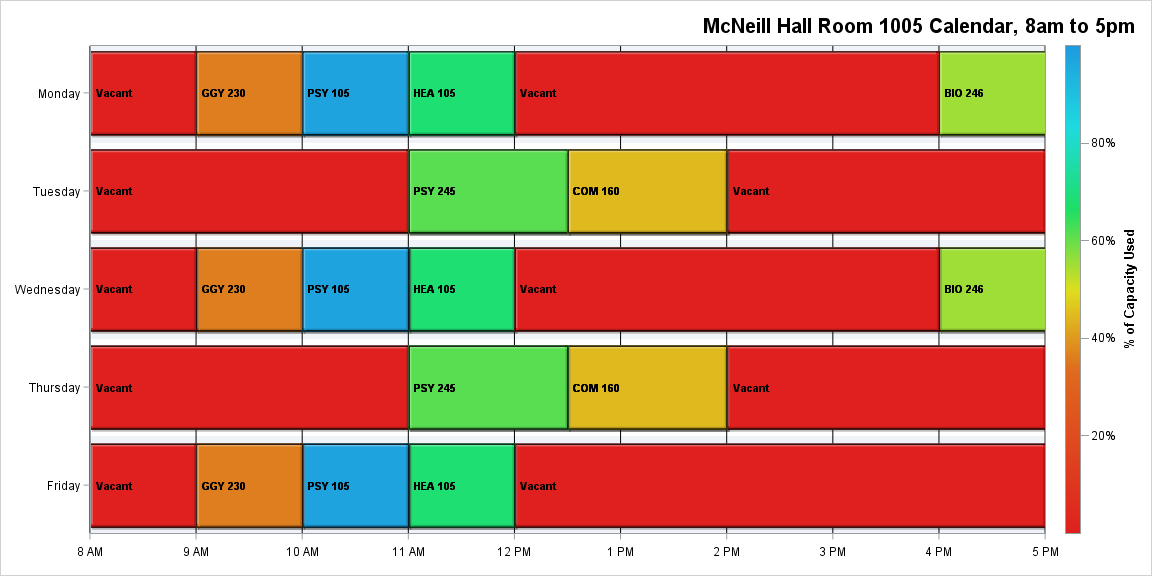 McNeill Hall Room 1005 Calendar, 8am to 5pm
Monday Vacant GGY 230 PSY 105 HEA 105 Vacant BIO 246
80%
Tuesday Vacant PSY 245 COM 160 Vacant
60%
Wednesday Vacant GGY 230 PSY 105 HEA 105 Vacant BIO 246
% of Capacity Used
40%
Thursday Vacant PSY 245 COM 160 Vacant
20%
Friday Vacant GGY 230 PSY 105 HEA 105 Vacant
8 AM 9 AM 10 AM 11 AM 12 PM 1 PM 2 PM 3 PM 4 PM 5 PM